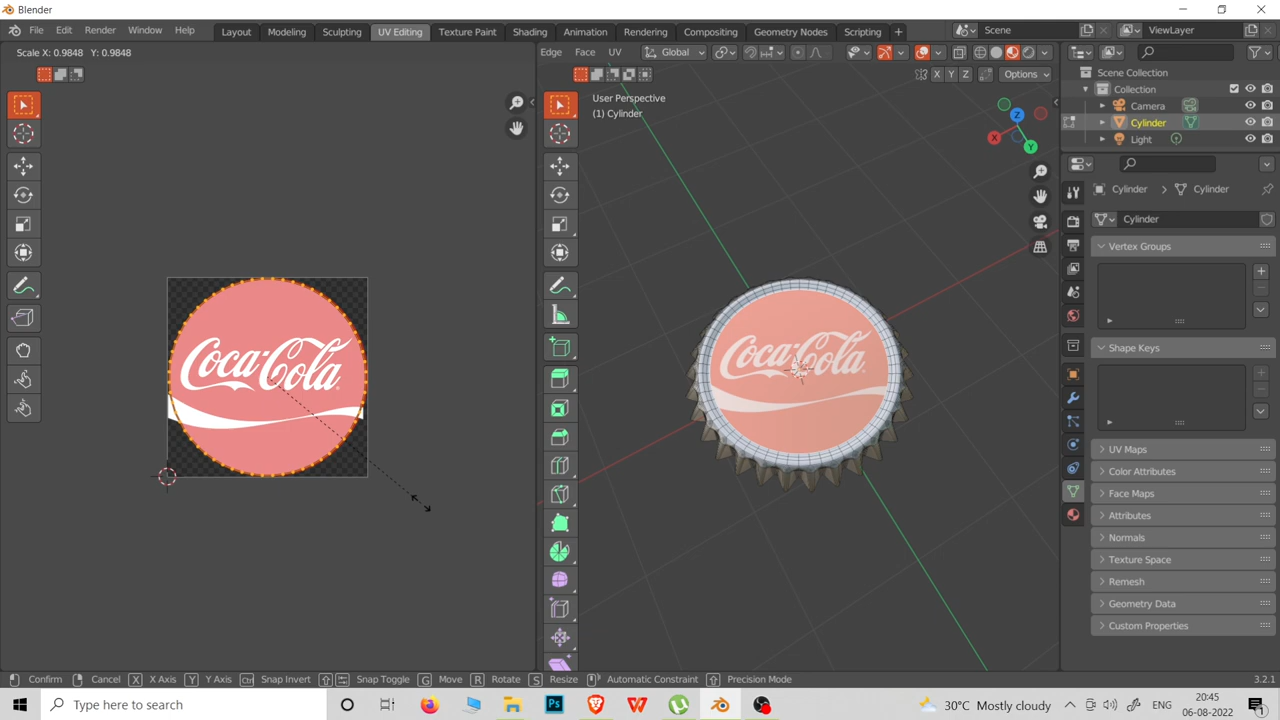 Blender
File Edit Render Window Help
Layout Modeling Sculpting UV Editing Texture Paint Shading Animation Rendering Compositing Geometry Nodes Scripting +
Scene
ViewLayer
Scale X: 0.9848 Y: 0.9848
Edge Face UV Global
X Y Z Options
User Perspective
(1) Cylinder
X
Y
Z
Coca-Cola
Coca-Cola
Scene Collection
Collection
Camera
Cylinder
Light
Cylinder > Cylinder
Cylinder
Vertex Groups
Shape Keys
UV Maps
Color Attributes
Face Maps
Attributes
Normals
Texture Space
Remesh
Geometry Data
Custom Properties
Confirm Cancel X X Axis Y Y Axis Ctrl Snap Invert Snap Toggle G Move R Rotate S Resize Automatic Constraint Precision Mode
3.2.1
Type here to search
Ps
30°C Mostly cloudy
ENG
20:45
06-08-2022